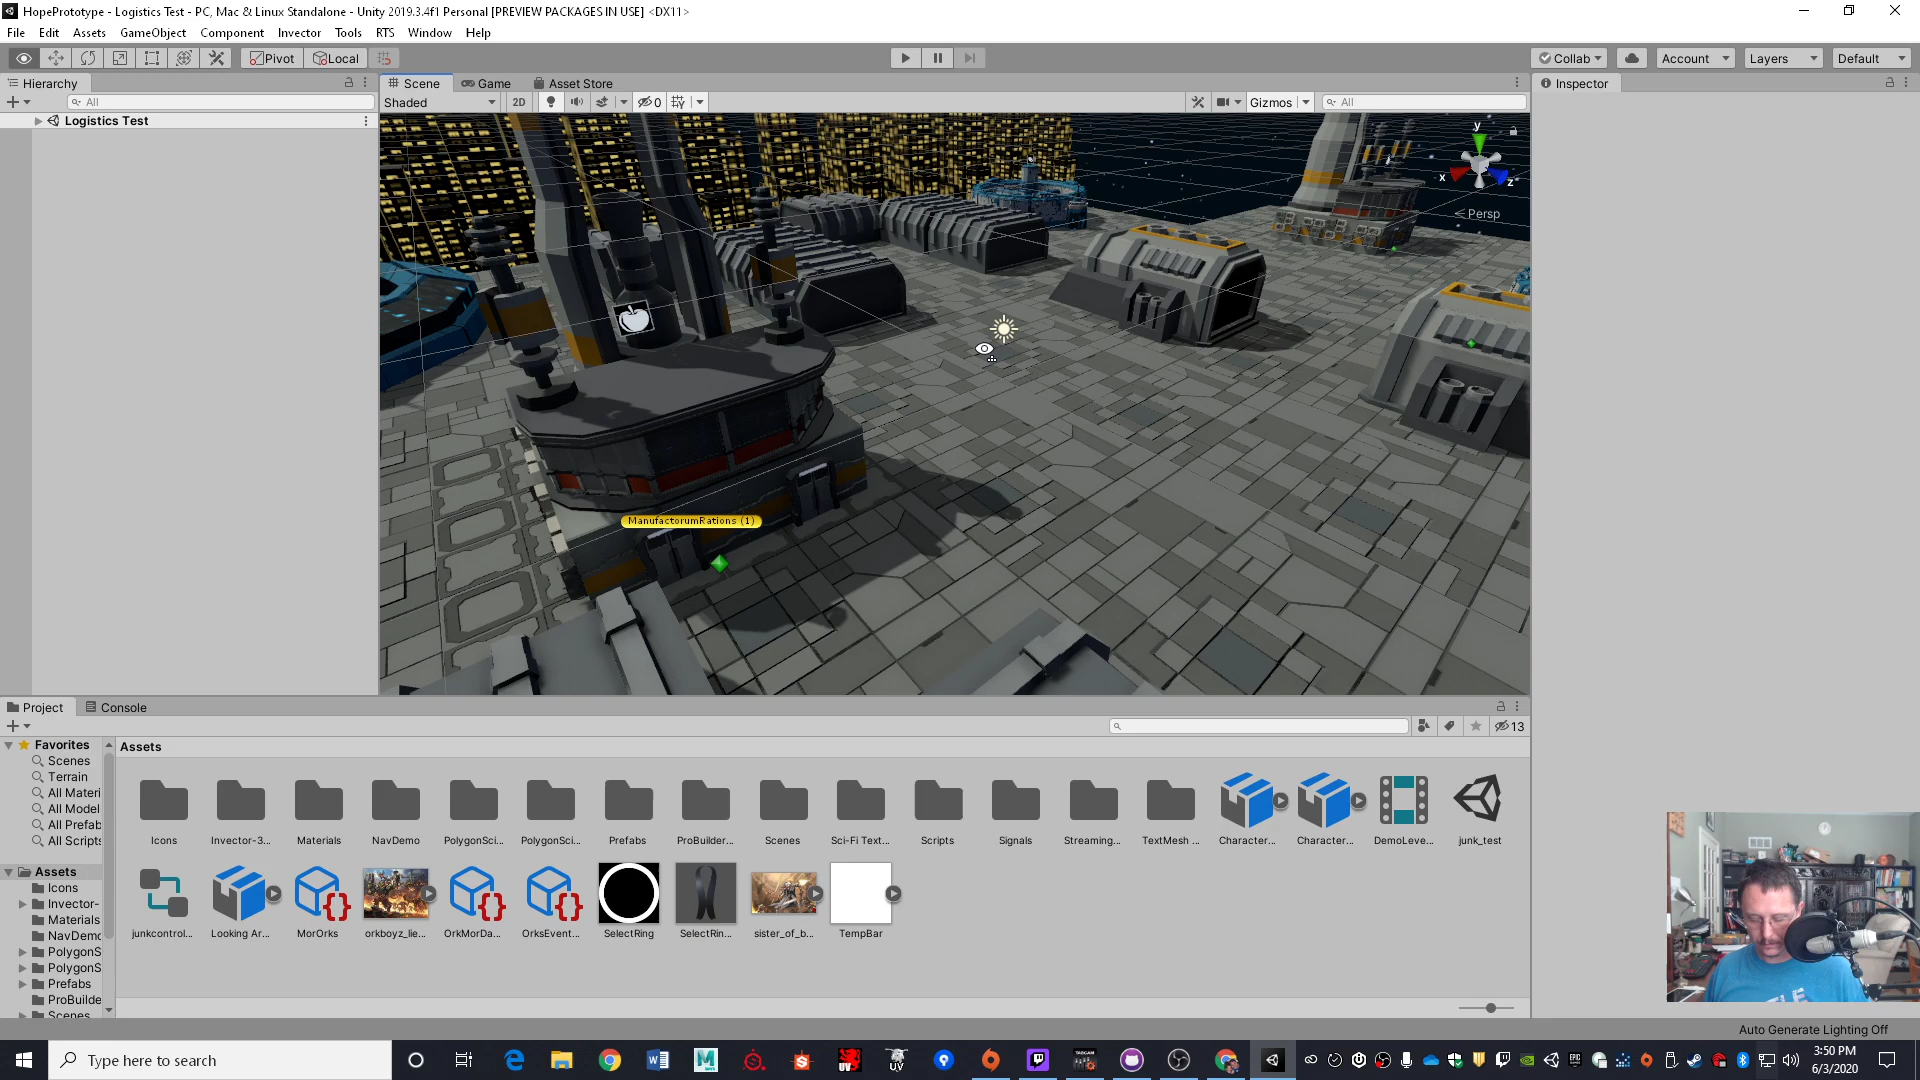 HopePrototype - Logistics Test - PC, Mac & Linux Standalone - Unity 2019.3.4f1 Personal [PREVIEW PACKAGES IN USE] <DX11>
File Edit Assets GameObject Component Invector Tools RTS Window Help
Pivot Local Collab Account Layers Default
Hierarchy Scene Game Asset Store Inspector
All Shaded 2D 0 Gizmos All
Logistics Test
y
x
z
Persp
ManufactorumRations (1)
Project Console
13
Favorites Assets
Scenes
Terrain
All Materi
All Model
All Prefab
All Scripts
Icons Invector-3... Materials NavDemo PolygonSci... PolygonSci... Prefabs ProBuilder... Scenes Sci-Fi Text... Scripts Signals Streaming... TextMesh ... Character... Character... DemoLeve... junk_test
Assets
Icons
Invector-
Materials
NavDemo
PolygonS
PolygonS
Prefabs
ProBuilde
Scenes
junkcontrol... Looking Ar... MorOrks orkboyz_lie... OrkMorDa... OrksEvent... SelectRing SelectRin... sister_of_b... TempBar
Auto Generate Lighting Off
Type here to search
3:50 PM
6/3/2020